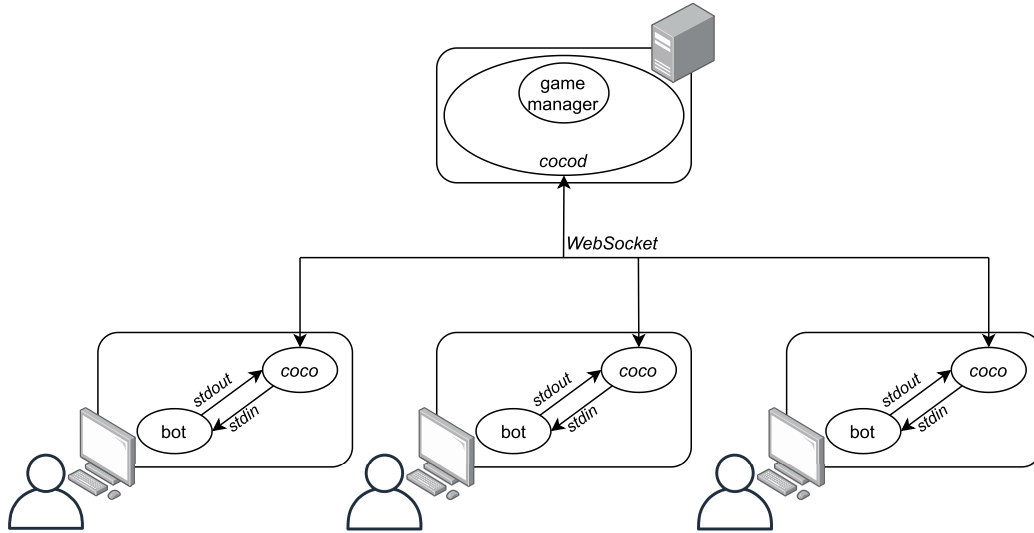 game
manager
cocod
WebSocket
coco
stdout
stdin
bot
coco
stdout
stdin
bot
coco
stdout
stdin
bot